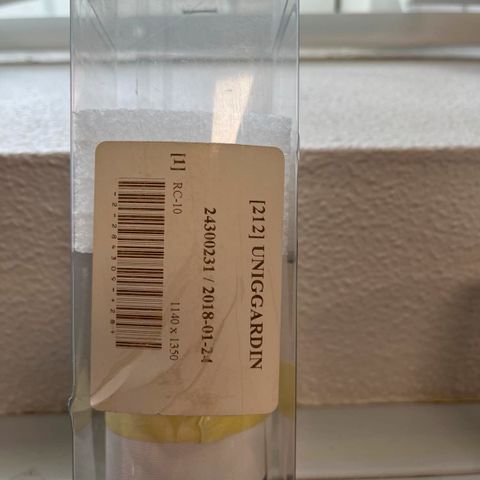 [212] UNIGGARDIN
24300231 / 2018-01-24
[1] RC-10 1140 x 1350